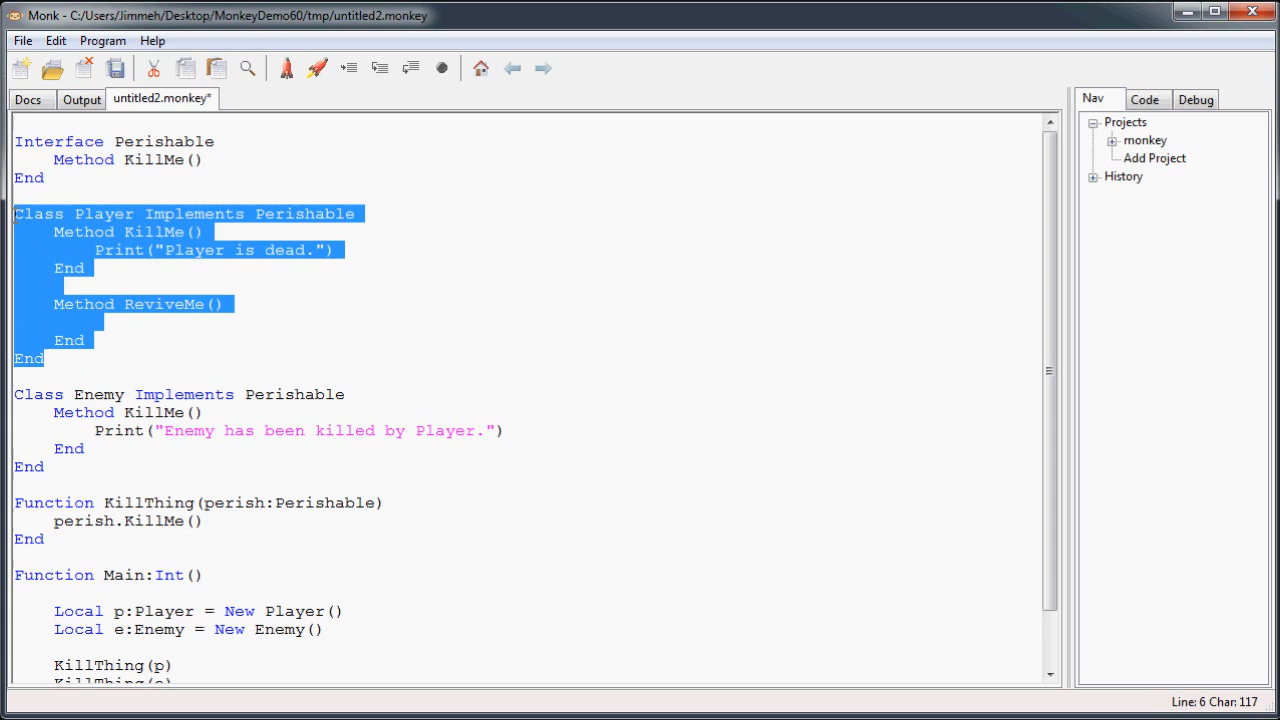 Monk - C:/Users/Jimmeh/Desktop/MonkeyDemo60/tmp/untitled2.monkey
File Edit Program Help
Docs Output untitled2.monkey*
Interface Perishable
    Method KillMe()
End
Class Player Implements Perishable
    Method KillMe()
        Print("Player is dead.")
    End
    Method ReviveMe()
    End
End
Class Enemy Implements Perishable
    Method KillMe()
        Print("Enemy has been killed by Player.")
    End
End
Function KillThing(perish:Perishable)
    perish.KillMe()
End
Function Main:Int()
    Local p:Player = New Player()
    Local e:Enemy = New Enemy()
    KillThing(p)
    KillThing(e)
Nav Code Debug
Projects
monkey
Add Project
History
Line: 6 Char: 117